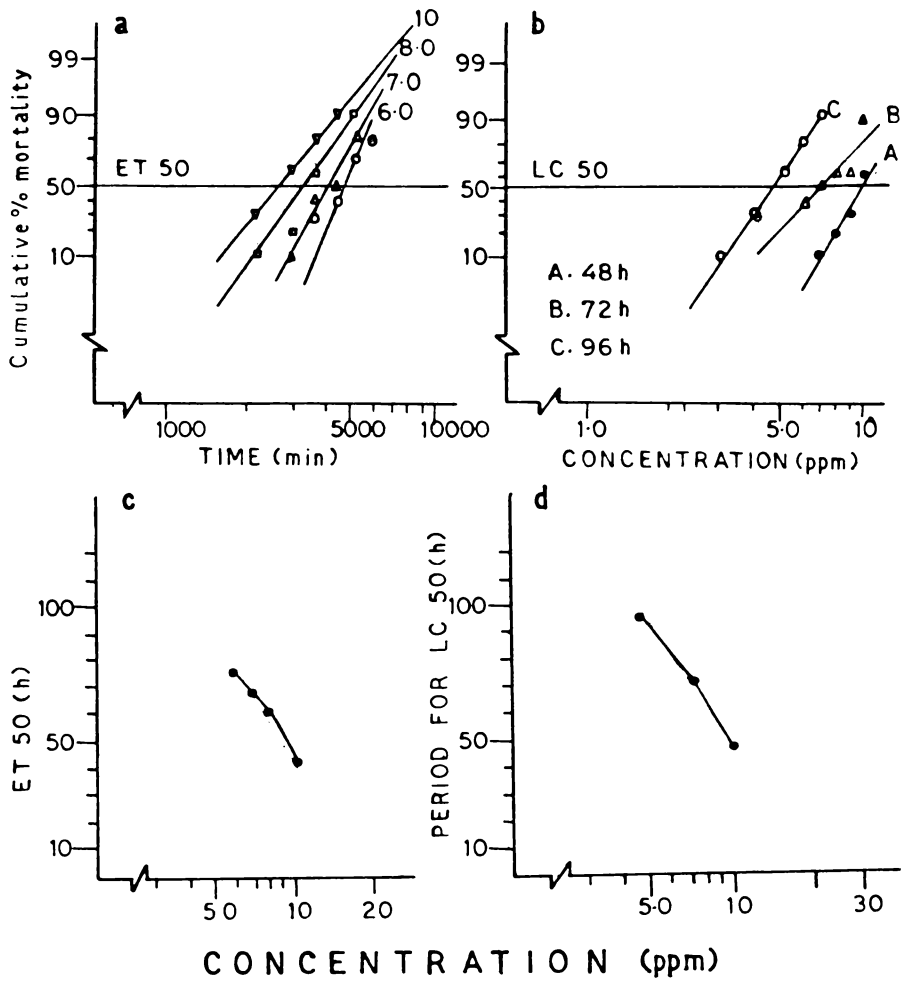 a
Cumulative % mortality
99
90
50
10
ET 50
10
8·0
7·0
6·0
1000
5000
10000
TIME (min)
b
99
90
50
10
LC 50
C
B
A
A. 48 h
B. 72 h
C. 96 h
1·0
5·0
10
CONCENTRATION (ppm)
c
ET 50 (h)
100
50
10
5·0
10
20
d
PERIOD FOR LC 50 (h)
100
50
10
5·0
10
30
CONCENTRATION (ppm)